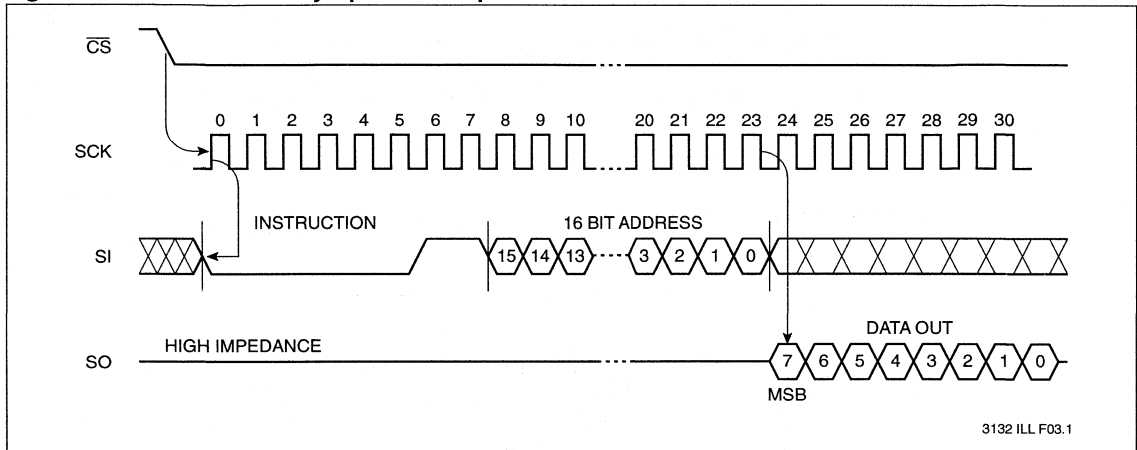 CS
0 1 2 3 4 5 6 7 8 9 10 20 21 22 23 24 25 26 27 28 29 30
SCK
INSTRUCTION 16 BIT ADDRESS
SI 15 14 13 3 2 1 0
DATA OUT
HIGH IMPEDANCE
SO 7 6 5 4 3 2 1 0
MSB
3132 ILL F03.1